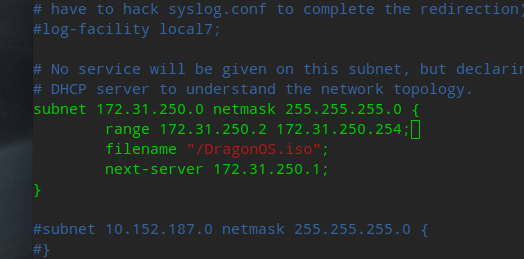 # have to hack syslog.conf to complete the redirection)
#log-facility local7;
# No service will be given on this subnet, but declarin
# DHCP server to understand the network topology.
subnet 172.31.250.0 netmask 255.255.255.0 {
range 172.31.250.2 172.31.250.254;
filename "/DragonOS.iso";
next-server 172.31.250.1;
}
#subnet 10.152.187.0 netmask 255.255.255.0 {
#}